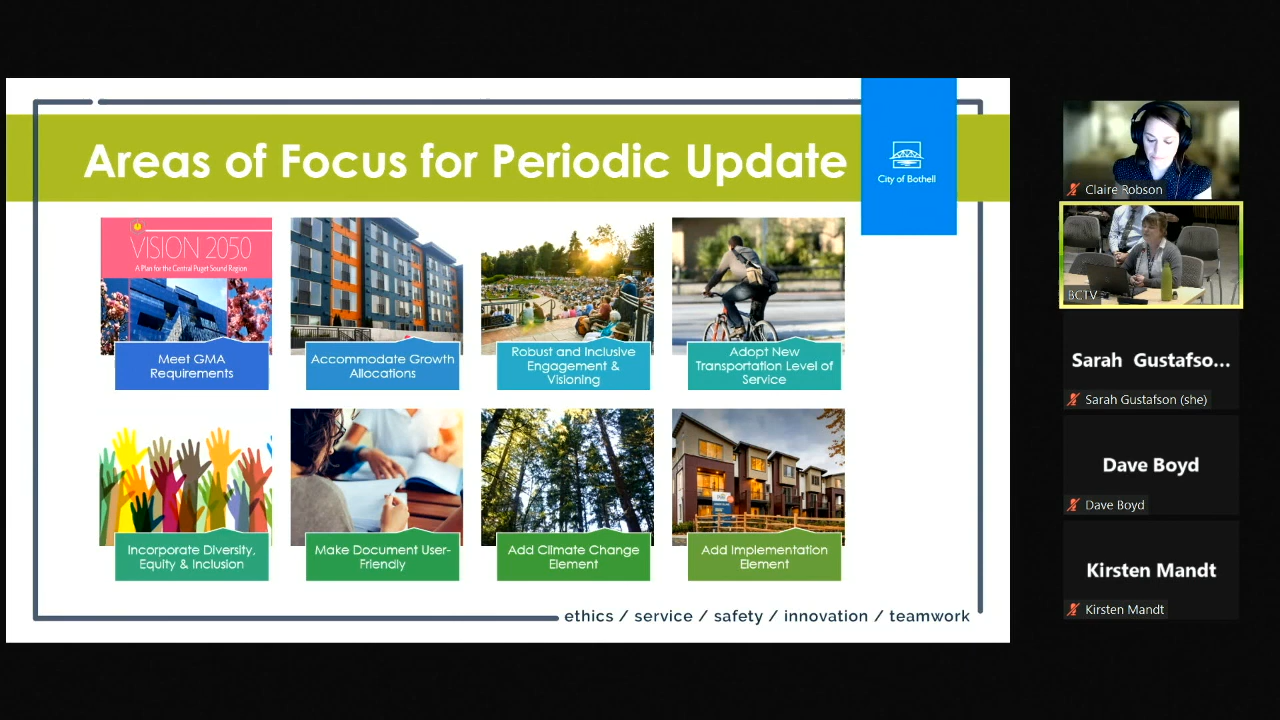 Areas of Focus for Periodic Update
City of Bothell
VISION 2050
A Plan for the Central Puget Sound Region
Meet GMA
Requirements
Accommodate Growth
Allocations
Robust and Inclusive
Engagement &
Visioning
Adopt New
Transportation Level of
Service
Incorporate Diversity,
Equity & Inclusion
Make Document User-
Friendly
Add Climate Change
Element
Add Implementation
Element
ethics / service / safety / innovation / teamwork
Claire Robson
BCTV
Sarah Gustafso...
Sarah Gustafson (she)
Dave Boyd
Dave Boyd
Kirsten Mandt
Kirsten Mandt